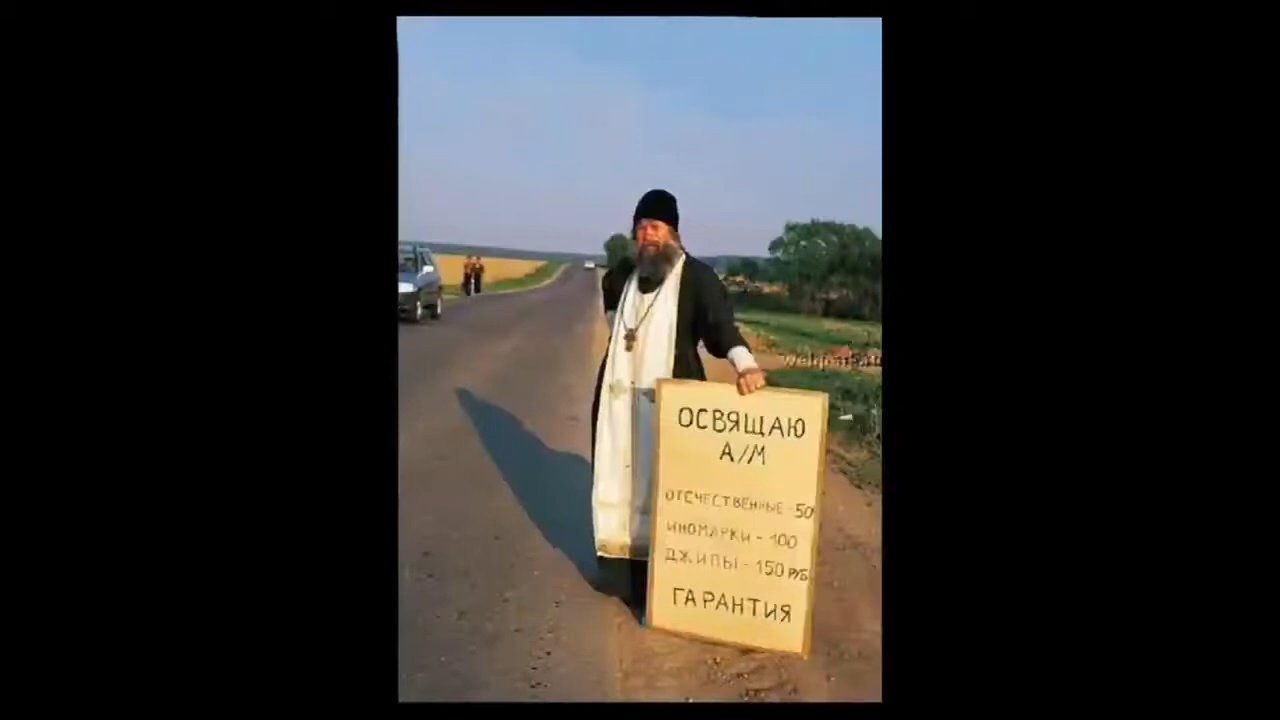 ОСВЯЩАЮ
А/М
ОТЕЧЕСТВЕННЫЕ - 50
ИНОМАРКИ - 100
ДЖИПЫ - 150 РУБ
ГАРАНТИЯ